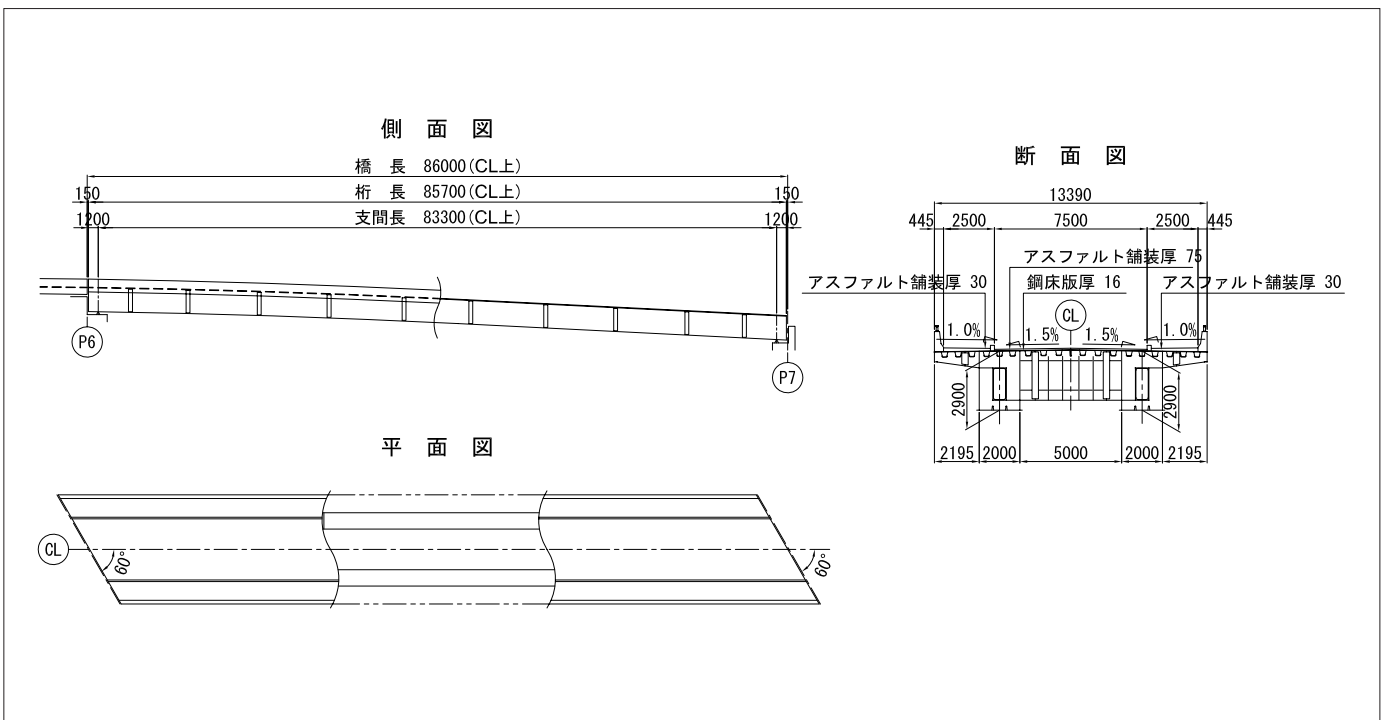 側 面 図
橋 長 86000(CL上)
150 桁 長 85700(CL上) 150
1200 支間長 83300(CL上) 1200
P6
P7
断 面 図
13390
445 2500 7500 2500 445
アスファルト舗装厚 75
アスファルト舗装厚 30 鋼床版厚 16 アスファルト舗装厚 30
CL
1.0% 1.5% 1.5% 1.0%
2900 2900
2195 2000 5000 2000 2195
平 面 図
CL 60° 60°